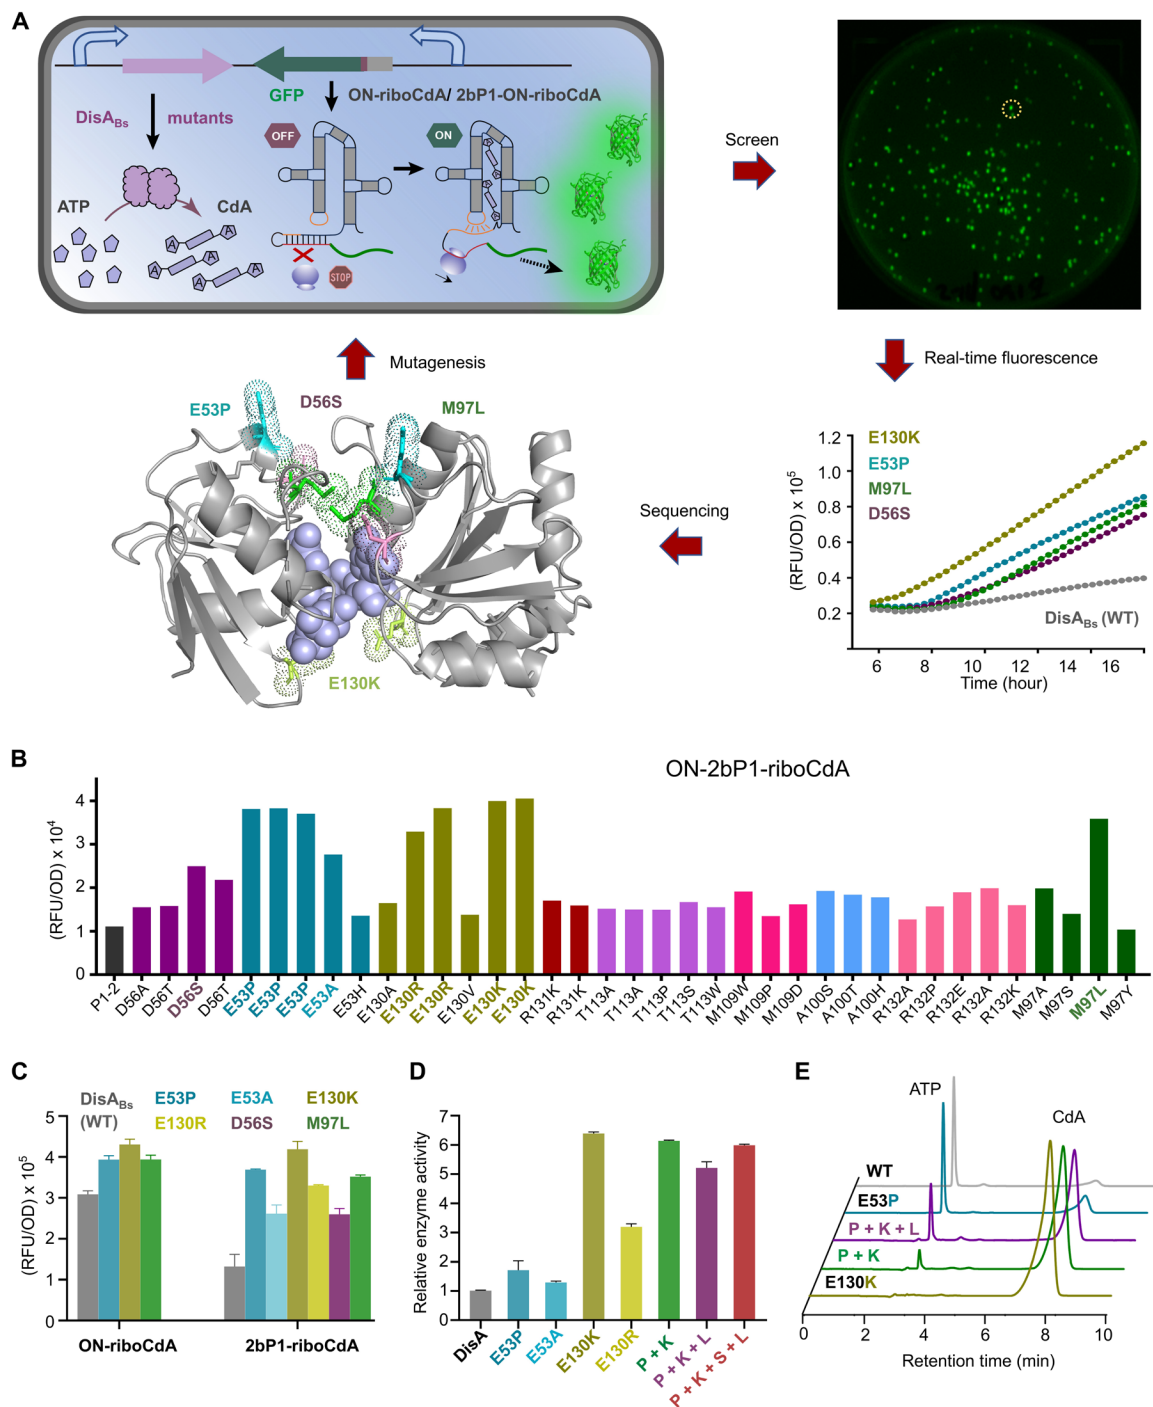 A
GFP
ON-riboCdA/ 2bP1-ON-riboCdA
DisABs mutants
OFF
ON
ATP
CdA
A A
A A
A A
STOP
Screen
Real-time fluorescence
Mutagenesis
E53P
D56S
M97L
E130K
Sequencing
(RFU/OD) x 10^5
1.2
1.0
0.8
0.6
0.4
0.2
E130K
E53P
M97L
D56S
DisABs (WT)
6 8 10 12 14 16
Time (hour)
B
ON-2bP1-riboCdA
(RFU/OD) x 10^4
4
3
2
1
0
P1-2 D56A D56T D56S D56T E53P E53P E53P E53A E53H E130A E130R E130R E130V E130K E130K R131K R131K T113A T113A T113P T113S T113W M109W M109P M109D A100S A100T A100H R132A R132P R132E R132A R132K M97A M97S M97L M97Y
C
DisABs (WT) E53P E53A E130K
E130R D56S M97L
(RFU/OD) x 10^5
5
4
3
2
1
0
ON-riboCdA 2bP1-riboCdA
D
Relative enzyme activity
7
6
5
4
3
2
1
0
DisA E53P E53A E130K E130R P + K P + K + L P + K + S + L
E
ATP
CdA
WT
E53P
P + K + L
P + K
E130K
0 2 4 6 8 10
Retention time (min)